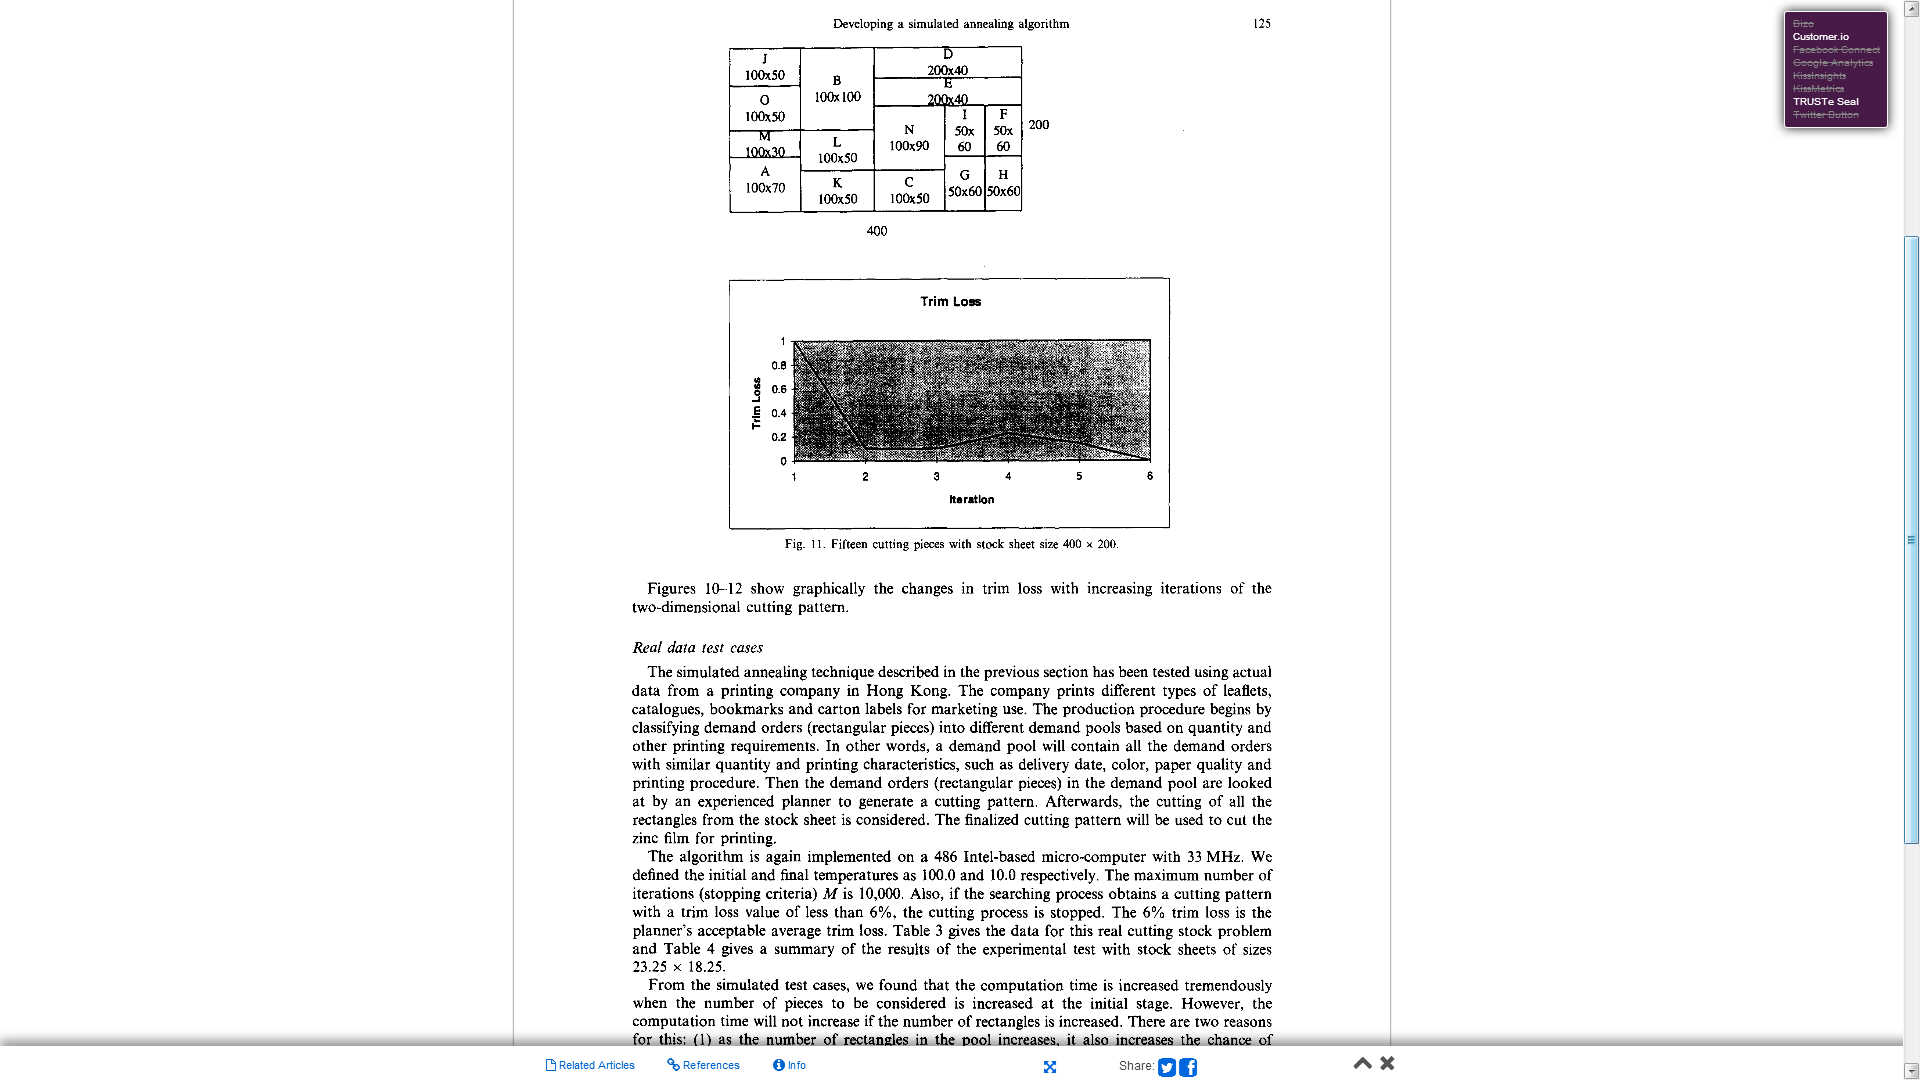 Developing a simulated annealing algorithm 125
J
100x50
B
100x100
D
200x40
E
200x40
O
100x50
M
100x30
A
100x70
L
100x50
K
100x50
N
100x90
C
100x50
I
50x
60
F
50x
60
G
50x60
H
50x60
200
400
Trim Loss
Trim Loss
1
0.8
0.6
0.4
0.2
0
1 2 3 4 5 6
Iteration
Fig. 11. Fifteen cutting pieces with stock sheet size 400 × 200.
Figures 10–12 show graphically the changes in trim loss with increasing iterations of the
two-dimensional cutting pattern.
Real data test cases
The simulated annealing technique described in the previous section has been tested using actual
data from a printing company in Hong Kong. The company prints different types of leaflets,
catalogues, bookmarks and carton labels for marketing use. The production procedure begins by
classifying demand orders (rectangular pieces) into different demand pools based on quantity and
other printing requirements. In other words, a demand pool will contain all the demand orders
with similar quantity and printing characteristics, such as delivery date, color, paper quality and
printing procedure. Then the demand orders (rectangular pieces) in the demand pool are looked
at by an experienced planner to generate a cutting pattern. Afterwards, the cutting of all the
rectangles from the stock sheet is considered. The finalized cutting pattern will be used to cut the
zinc film for printing.
The algorithm is again implemented on a 486 Intel-based micro-computer with 33 MHz. We
defined the initial and final temperatures as 100.0 and 10.0 respectively. The maximum number of
iterations (stopping criteria) M is 10,000. Also, if the searching process obtains a cutting pattern
with a trim loss value of less than 6%, the cutting process is stopped. The 6% trim loss is the
planner's acceptable average trim loss. Table 3 gives the data for this real cutting stock problem
and Table 4 gives a summary of the results of the experimental test with stock sheets of sizes
23.25 × 18.25.
From the simulated test cases, we found that the computation time is increased tremendously
when the number of pieces to be considered is increased at the initial stage. However, the
computation time will not increase if the number of rectangles is increased. There are two reasons
for this: (1) as the number of rectangles in the pool increases, it also increases the chance of
Bizo
Customer.io
Facebook Connect
Google Analytics
KissInsights
KissMetrics
TRUSTe Seal
Twitter Button
Related Articles References Info Share: